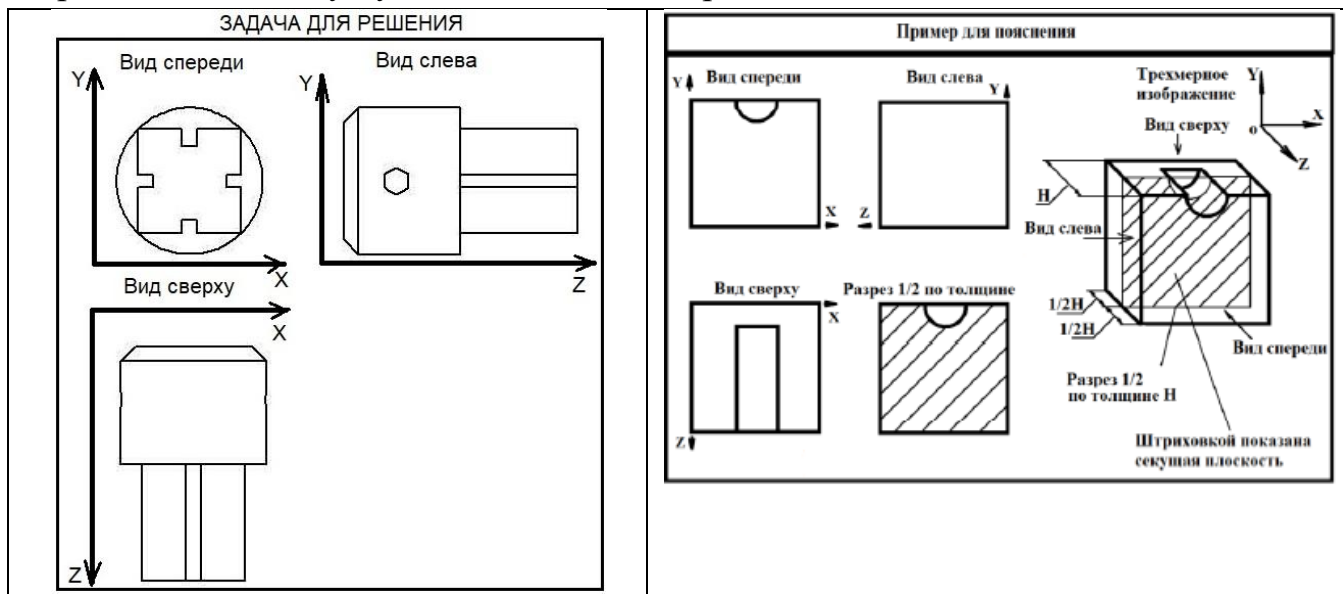 ЗАДАЧА ДЛЯ РЕШЕНИЯ
Вид спереди
Y
X
Вид слева
Y
Z
Вид сверху
X
Z
Пример для пояснения
Y
Вид спереди
X
Вид слева
Y
Z
Трехмерное
изображение
Y
X
о
Z
Вид сверху
H
Вид слева
1/2H
1/2H
Вид спереди
Разрез 1/2
по толщине Н
Штриховкой показана
секущая плоскость
Вид сверху
X
Z
Разрез 1/2 по толщине